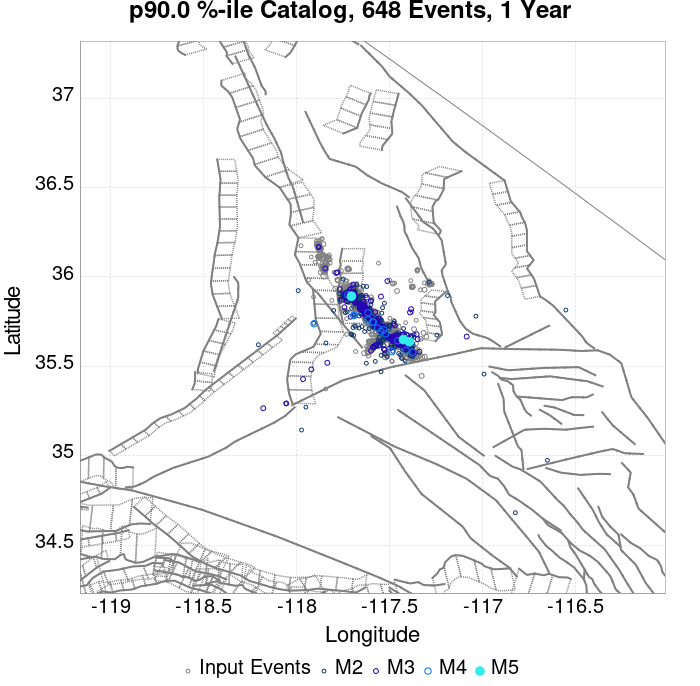 p90.0 %-ile Catalog, 648 Events, 1 Year
37
36.5
36
35.5
35
34.5
Latitude
-119 -118.5 -118 -117.5 -117 -116.5
Longitude
Input Events M2 M3 M4 M5